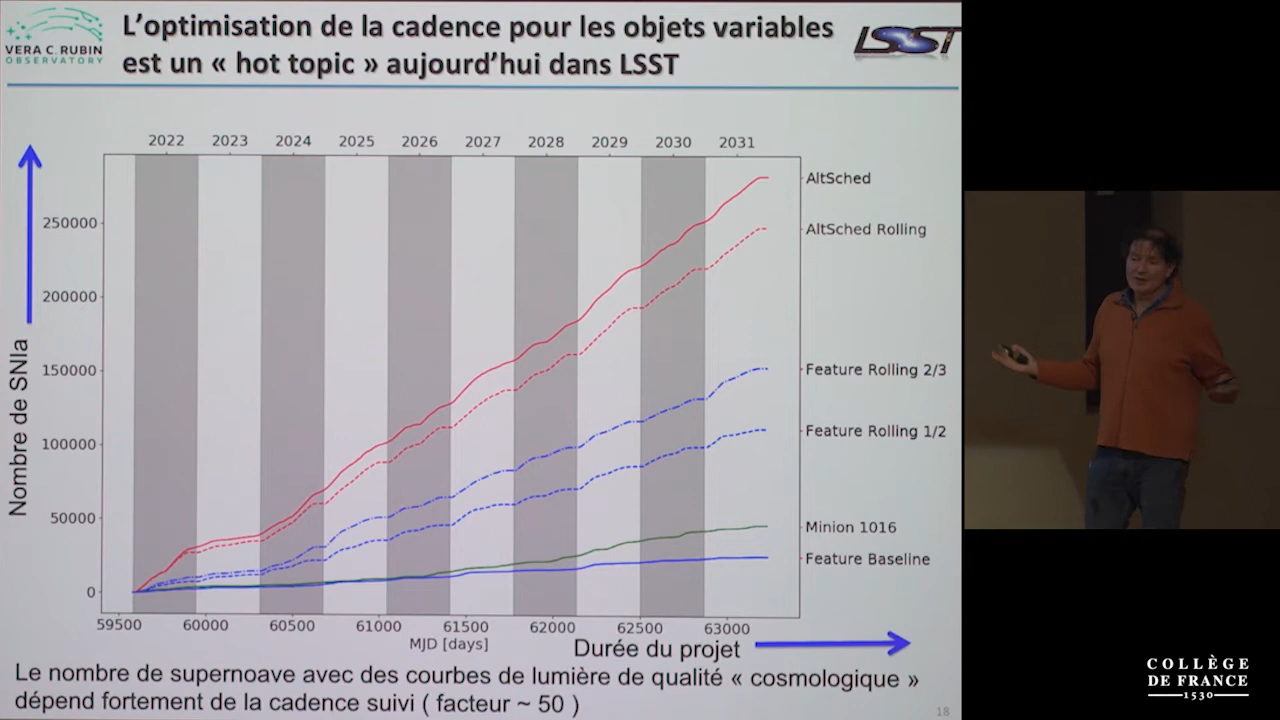 VERA C. RUBIN
OBSERVATORY
L'optimisation de la cadence pour les objets variables
est un « hot topic » aujourd'hui dans LSST
LSST
2022 2023 2024 2025 2026 2027 2028 2029 2030 2031
250000
200000
150000
100000
50000
0
Nombre de SNIa
AltSched
AltSched Rolling
Feature Rolling 2/3
Feature Rolling 1/2
Minion 1016
Feature Baseline
59500 60000 60500 61000 61500 62000 62500 63000
MJD [days]
Durée du projet
Le nombre de supernoave avec des courbes de lumière de qualité « cosmologique »
dépend fortement de la cadence suivi ( facteur ~ 50 )
18
COLLÈGE
DE FRANCE
1530